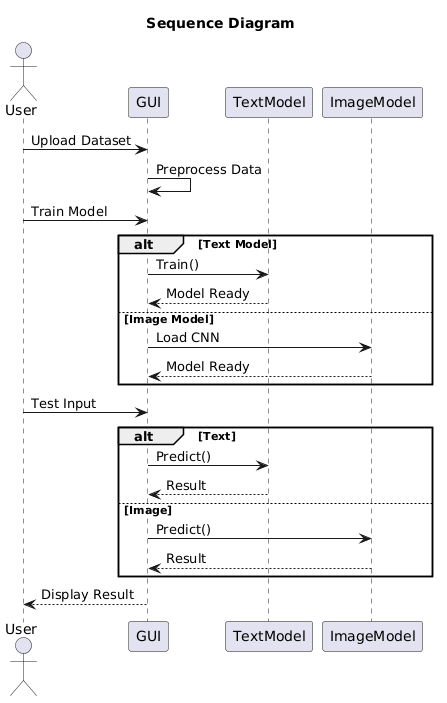 Sequence Diagram
User
GUI TextModel ImageModel
Upload Dataset
Preprocess Data
Train Model
alt [Text Model]
Train()
Model Ready
[Image Model]
Load CNN
Model Ready
Test Input
alt [Text]
Predict()
Result
[Image]
Predict()
Result
Display Result
User GUI TextModel ImageModel